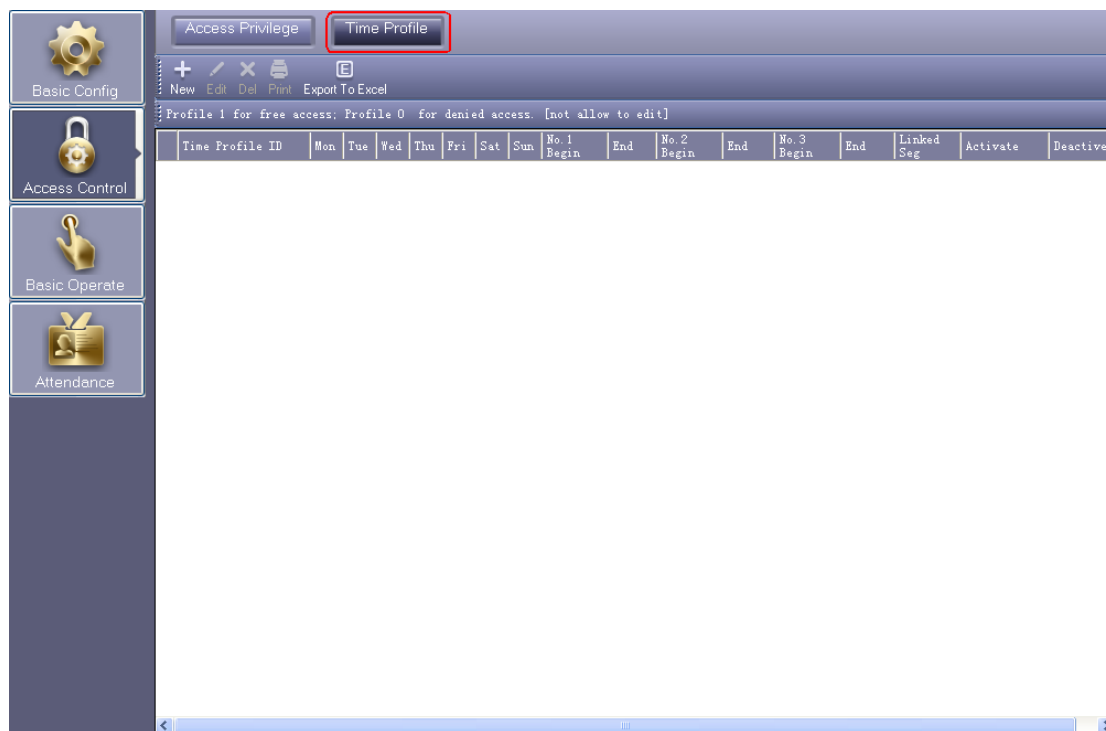 Access Privilege Time Profile
New Edit Del Print Export To Excel
Profile 1 for free access; Profile 0 for denied access. [not allow to edit]
Time Profile ID Mon Tue Wed Thu Fri Sat Sun No.1 Begin End No.2 Begin End No.3 Begin End Linked Seg Activate Deactive
Basic Config
Access Control
Basic Operate
Attendance